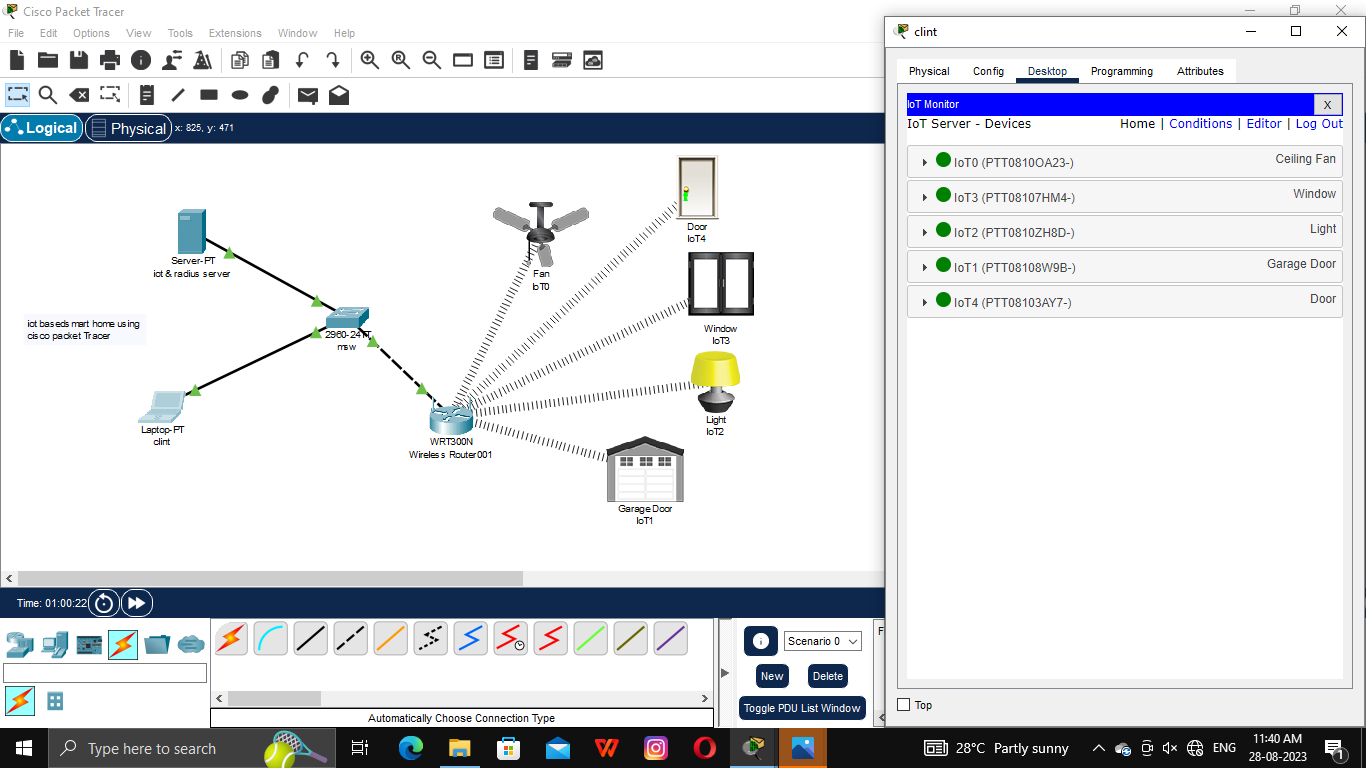 Cisco Packet Tracer
File Edit Options View Tools Extensions Window Help
Logical
Physical
x: 825, y: 471
Server-PT
iot & radius server
iot baseds mart home using
cisco packet Tracer
2960-24TT
msw
Laptop-PT
clint
WRT300N
Wireless Router001
Fan
IoT0
Door
IoT4
Window
IoT3
Light
IoT2
Garage Door
IoT1
Time: 01:00:22
Automatically Choose Connection Type
Scenario 0
New
Delete
Toggle PDU List Window
F
clint
Physical Config Desktop Programming Attributes
IoT Monitor
X
IoT Server - Devices
Home | Conditions | Editor | Log Out
IoT0 (PTT0810OA23-) Ceiling Fan
IoT3 (PTT08107HM4-) Window
IoT2 (PTT0810ZH8D-) Light
IoT1 (PTT08108W9B-) Garage Door
IoT4 (PTT08103AY7-) Door
Top
Type here to search
28°C Partly sunny
ENG
11:40 AM
28-08-2023
1